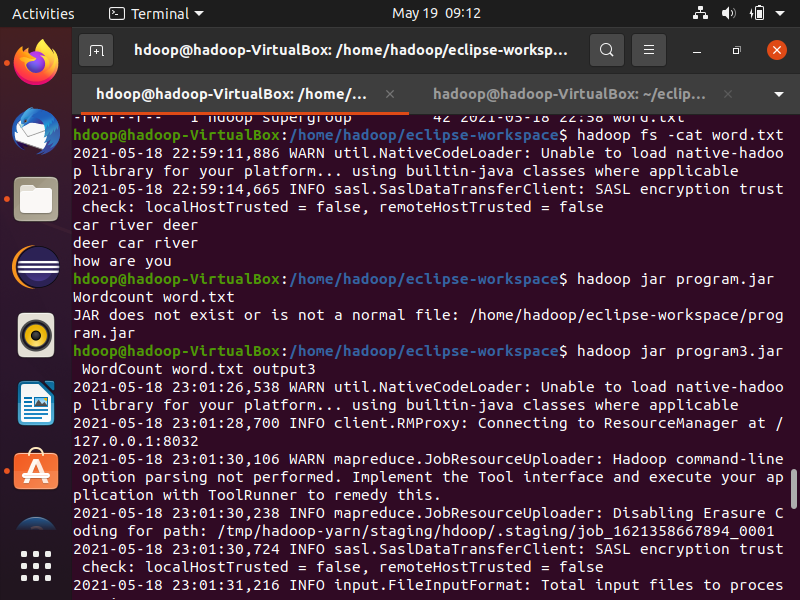 Activities
Terminal
May 19 09:12
hdoop@hadoop-VirtualBox: /home/hadoop/eclipse-worksp...
hdoop@hadoop-VirtualBox: /home/...
hadoop@hadoop-VirtualBox: ~/eclip...
-rw-r--r-- 1 hdoop supergroup 42 2021-05-18 22:58 word.txt
hdoop@hadoop-VirtualBox:/home/hadoop/eclipse-workspace$ hadoop fs -cat word.txt
2021-05-18 22:59:11,886 WARN util.NativeCodeLoader: Unable to load native-hadoo
p library for your platform... using builtin-java classes where applicable
2021-05-18 22:59:14,665 INFO sasl.SaslDataTransferClient: SASL encryption trust
 check: localHostTrusted = false, remoteHostTrusted = false
car river deer
deer car river
how are you
hdoop@hadoop-VirtualBox:/home/hadoop/eclipse-workspace$ hadoop jar program.jar
Wordcount word.txt
JAR does not exist or is not a normal file: /home/hadoop/eclipse-workspace/prog
ram.jar
hdoop@hadoop-VirtualBox:/home/hadoop/eclipse-workspace$ hadoop jar program3.jar
 WordCount word.txt output3
2021-05-18 23:01:26,538 WARN util.NativeCodeLoader: Unable to load native-hadoo
p library for your platform... using builtin-java classes where applicable
2021-05-18 23:01:28,700 INFO client.RMProxy: Connecting to ResourceManager at /
127.0.0.1:8032
2021-05-18 23:01:30,106 WARN mapreduce.JobResourceUploader: Hadoop command-line
 option parsing not performed. Implement the Tool interface and execute your ap
plication with ToolRunner to remedy this.
2021-05-18 23:01:30,238 INFO mapreduce.JobResourceUploader: Disabling Erasure C
oding for path: /tmp/hadoop-yarn/staging/hdoop/.staging/job_1621358667894_0001
2021-05-18 23:01:30,724 INFO sasl.SaslDataTransferClient: SASL encryption trust
 check: localHostTrusted = false, remoteHostTrusted = false
2021-05-18 23:01:31,216 INFO input.FileInputFormat: Total input files to proces